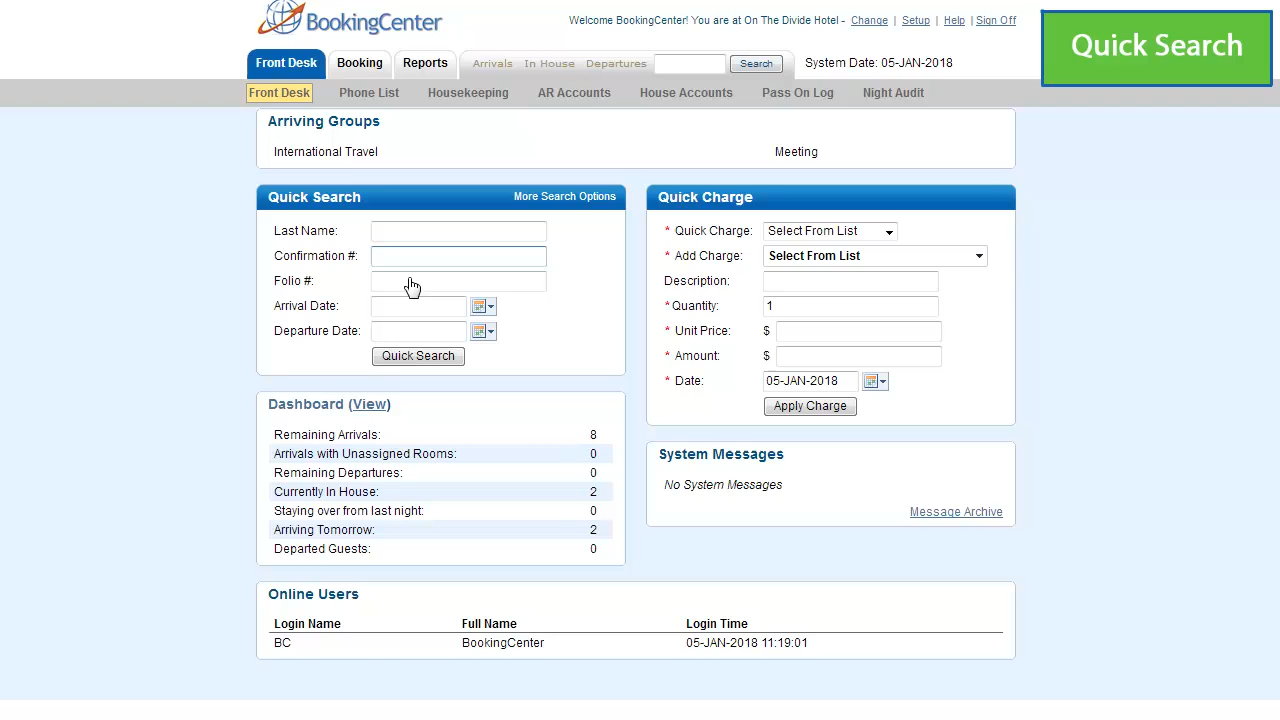 BookingCenter
Welcome BookingCenter! You are at On The Divide Hotel - Change | Setup | Help | Sign Off
Quick Search
Front Desk Booking Reports Arrivals In House Departures Search System Date: 05-JAN-2018
Front Desk Phone List Housekeeping AR Accounts House Accounts Pass On Log Night Audit
Arriving Groups
International Travel Meeting
Quick Search More Search Options
Last Name:
Confirmation #:
Folio #:
Arrival Date:
Departure Date:
Quick Search
Quick Charge
* Quick Charge: Select From List
* Add Charge: Select From List
Description:
*Quantity: 1
* Unit Price: $
* Amount: $
* Date: 05-JAN-2018
Apply Charge
Dashboard (View)
Remaining Arrivals: 8
Arrivals with Unassigned Rooms: 0
Remaining Departures: 0
Currently In House: 2
Staying over from last night: 0
Arriving Tomorrow: 2
Departed Guests: 0
System Messages
No System Messages
Message Archive
Online Users
Login Name Full Name Login Time
BC BookingCenter 05-JAN-2018 11:19:01